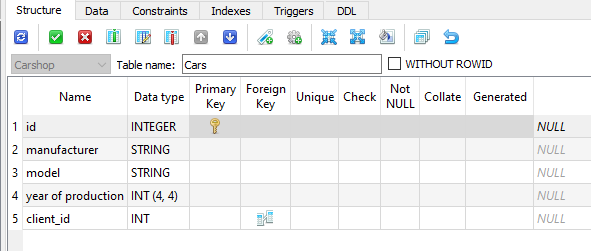 Structure Data Constraints Indexes Triggers DDL
Carshop Table name: Cars WITHOUT ROWID
Name Data type Primary Key Foreign Key Unique Check Not NULL Collate Generated
1 id INTEGER NULL
2 manufacturer STRING NULL
3 model STRING NULL
4 year of production INT (4, 4) NULL
5 client_id INT NULL